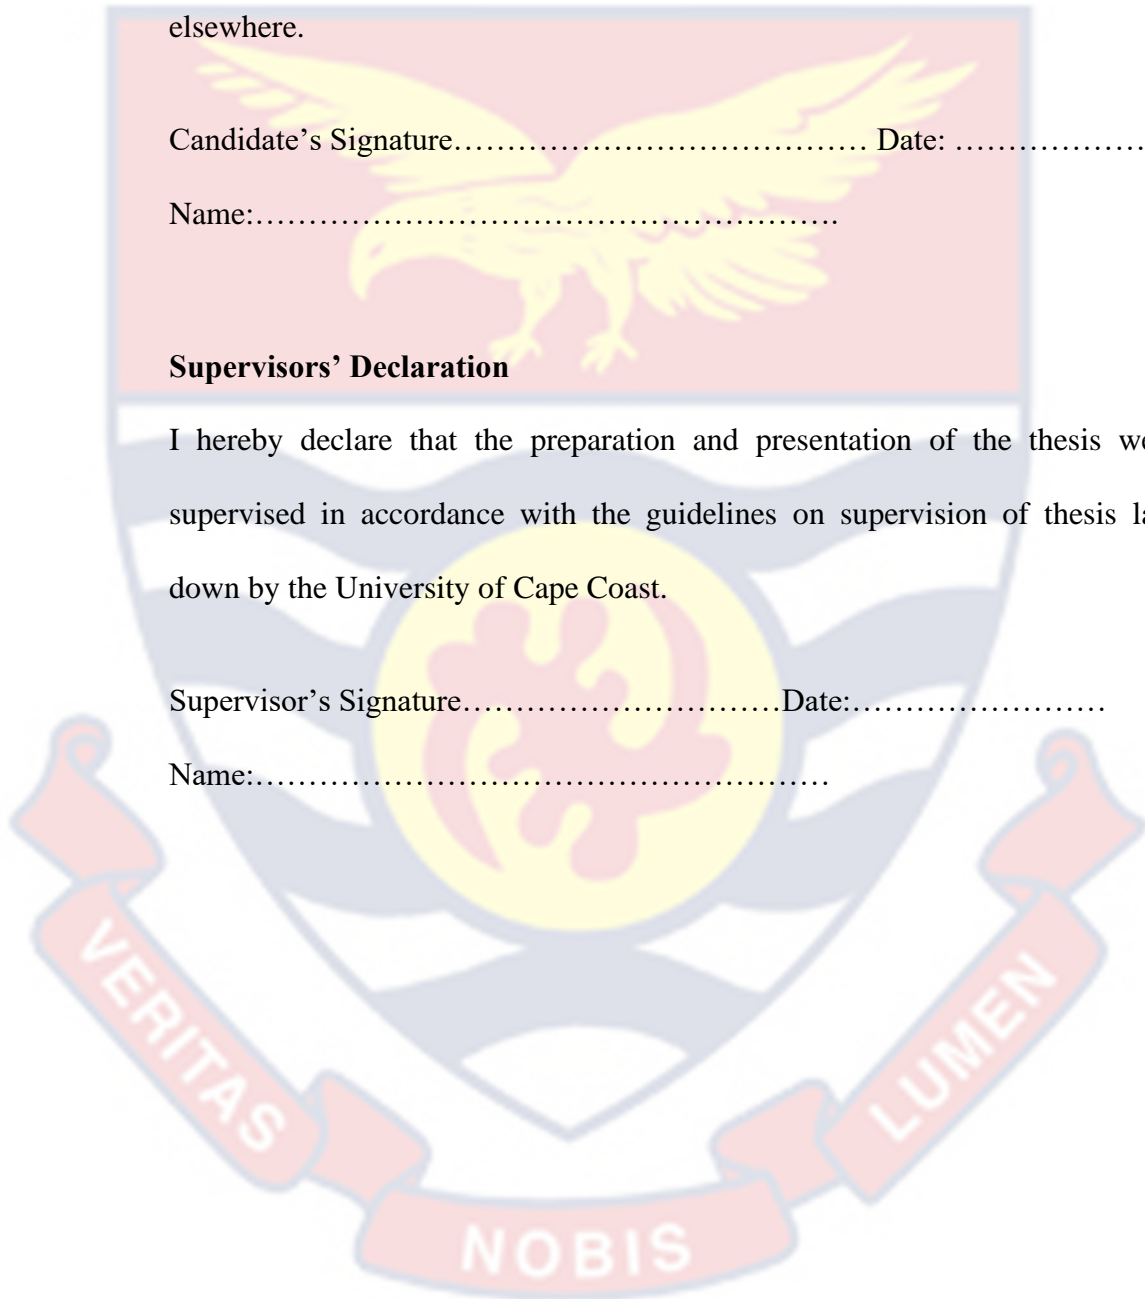 elsewhere.
Candidate’s Signature………………………………… Date: ………………
Name:……………………………………………….
Supervisors’ Declaration
I hereby declare that the preparation and presentation of the thesis
supervised in accordance with the guidelines on supervision of thesis
down by the University of Cape Coast.
Supervisor’s Signature…………………………Date:……………………
Name:………………………………………………
VERITAS
NOBIS
LUMEN